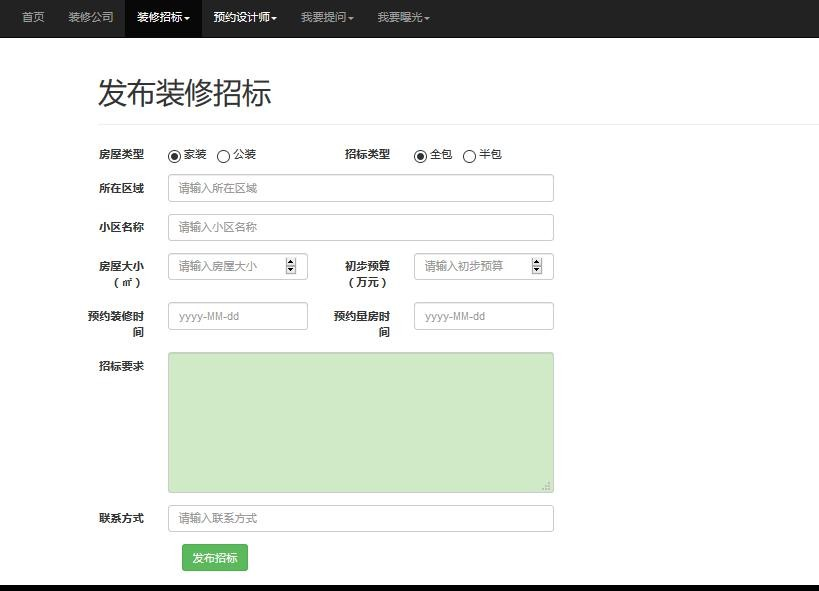 首页 装修公司 装修招标 预约设计师 我要提问 我要曝光
发布装修招标
房屋类型 家装 公装 招标类型 全包 半包
所在区域 请输入所在区域
小区名称 请输入小区名称
房屋大小 请输入房屋大小 初步预算 请输入初步预算
（㎡） （万元）
预约装修时 yyyy-MM-dd 预约量房时 yyyy-MM-dd
间 间
招标要求
联系方式 请输入联系方式
发布招标